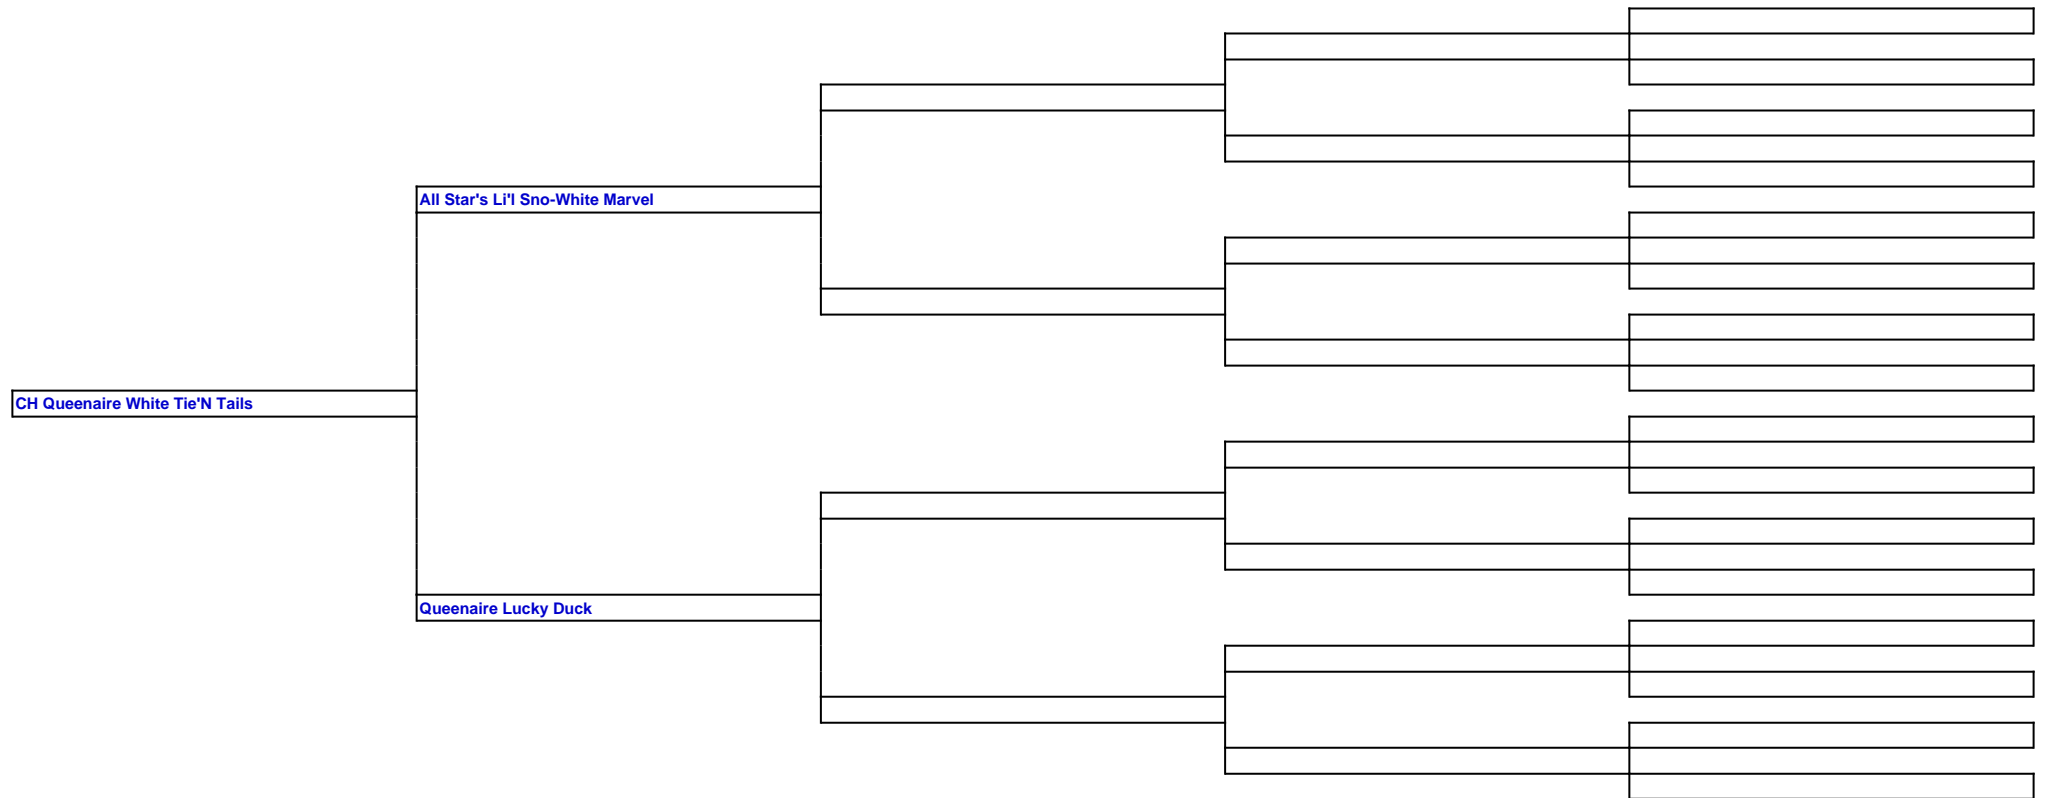 All Star's Li'l Sno-White Marvel
CH Queenaire White Tie'N Tails
Queenaire Lucky Duck